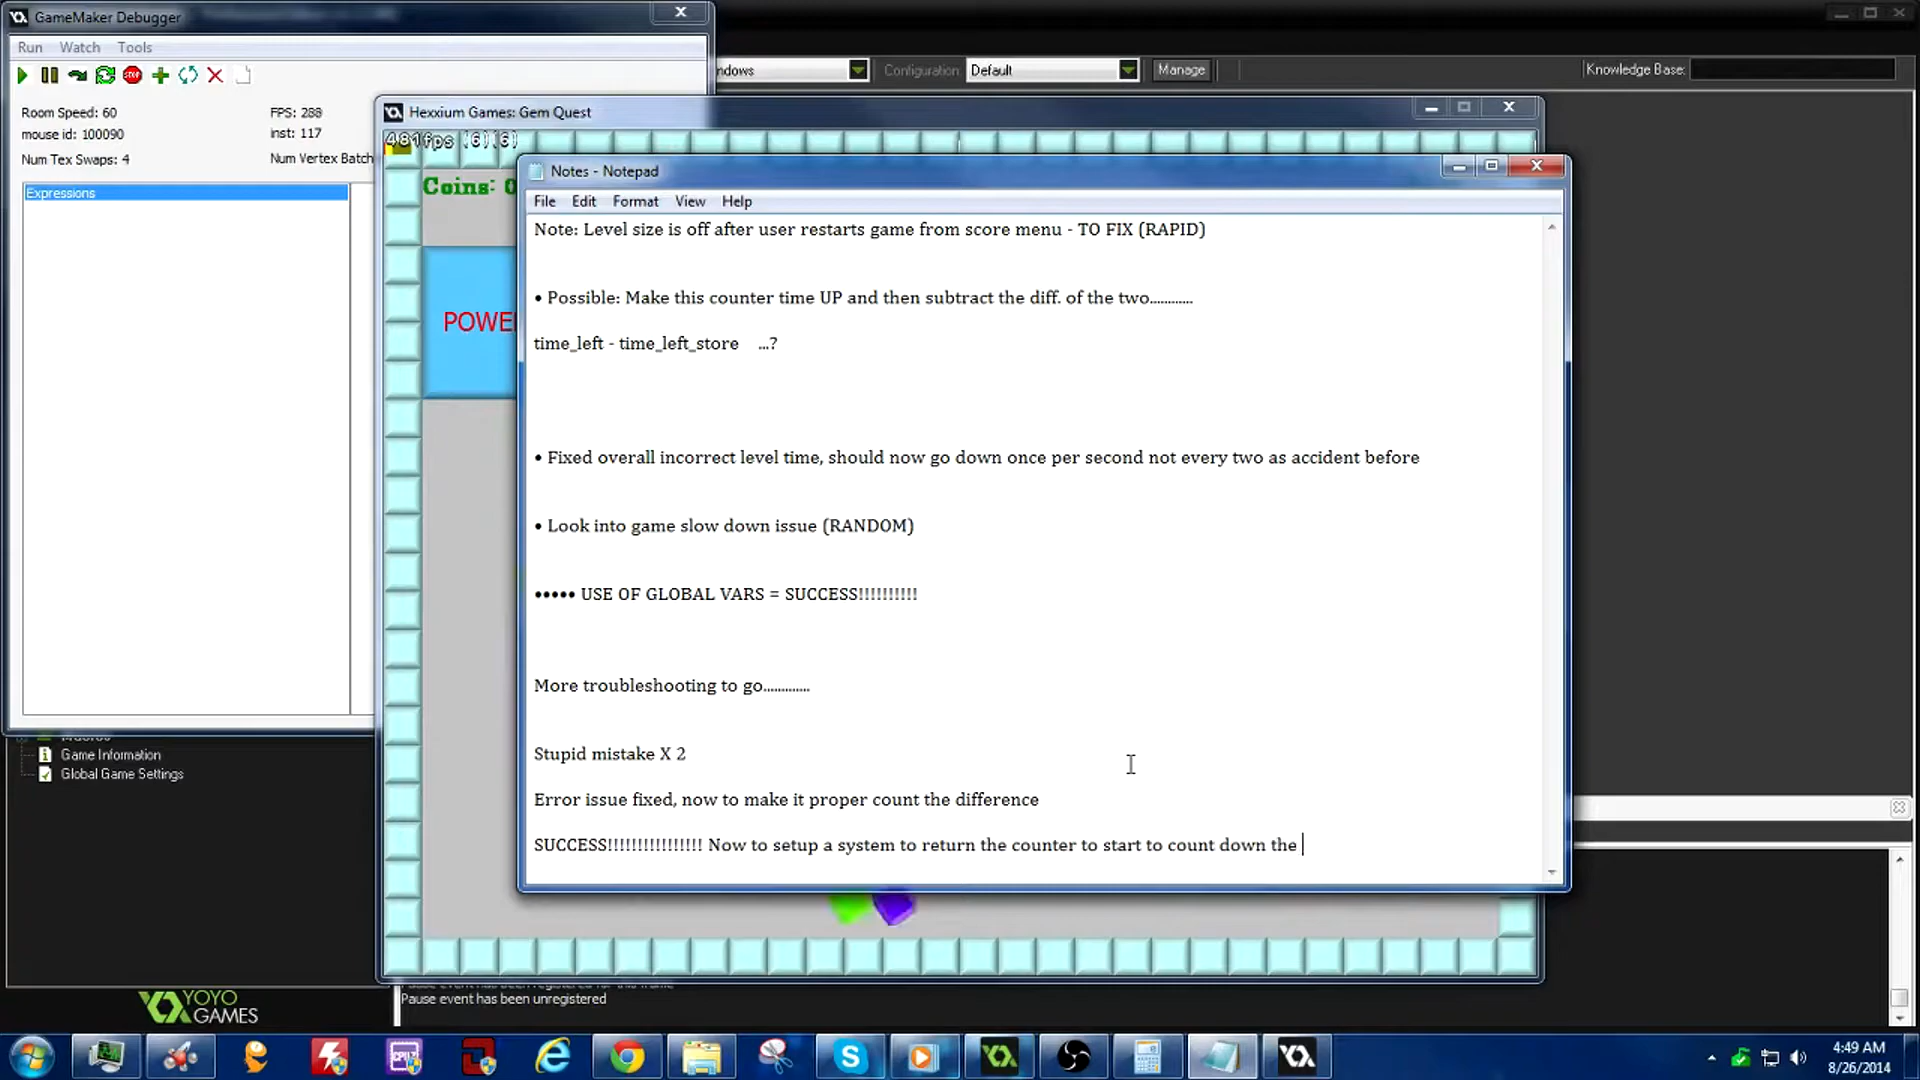 GameMaker Debugger
Run Watch Tools
Room Speed: 60 FPS: 288
mouse id: 100090 inst: 117
Num Tex Swaps: 4 Num Vertex Batch
Expressions
ndows Configuration: Default Manage Knowledge Base:
Hexxium Games: Gem Quest
481fps (6)(6)
Coins: 0
POWE
Notes - Notepad
File Edit Format View Help
Note: Level size is off after user restarts game from score menu - TO FIX (RAPID)
• Possible: Make this counter time UP and then subtract the diff. of the two............
time_left - time_left_store ...?
• Fixed overall incorrect level time, should now go down once per second not every two as accident before
• Look into game slow down issue (RANDOM)
••••• USE OF GLOBAL VARS = SUCCESS!!!!!!!!!!
More troubleshooting to go.............
Stupid mistake X 2
Error issue fixed, now to make it proper count the difference
SUCCESS!!!!!!!!!!!!!!!! Now to setup a system to return the counter to start to count down the
Game Information
Global Game Settings
YOYO
GAMES
Pause event has been unregistered
CPUZ
4:49 AM
8/26/2014